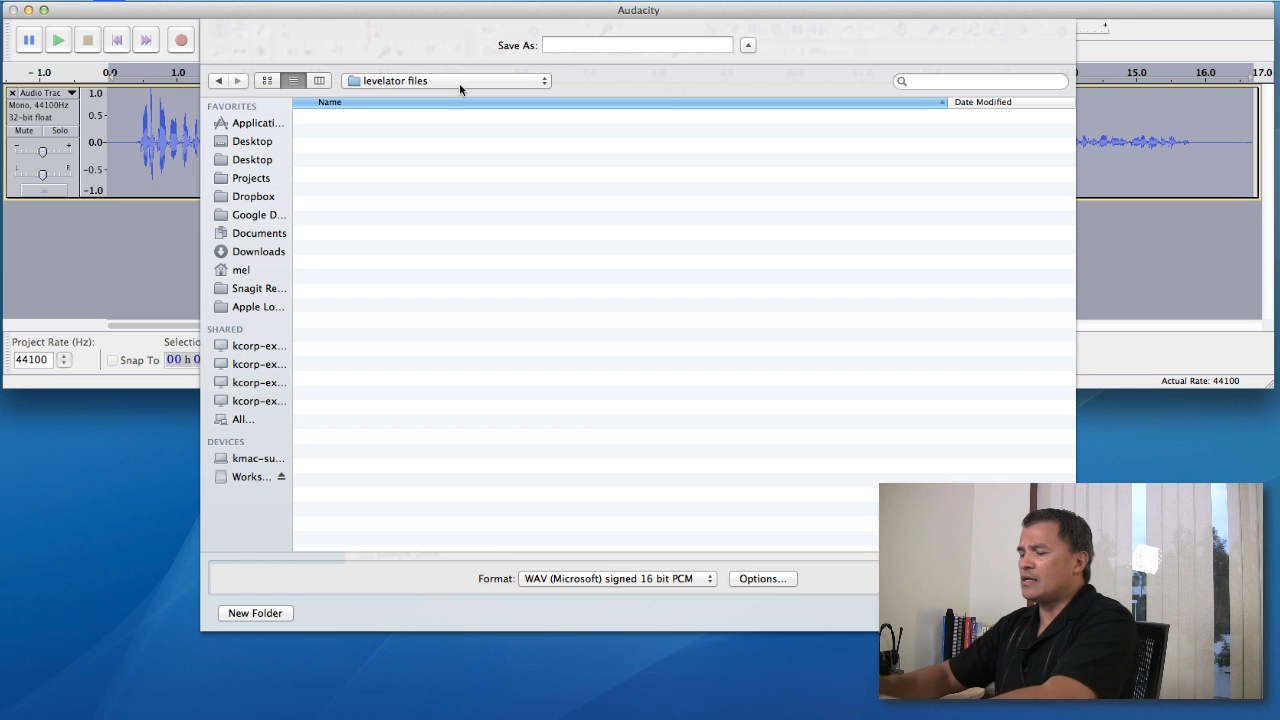 Audacity
Save As:
- 1.0 0.0 1.0 15.0 16.0 17.0
levelator files
Audio Trac
Mono, 44100Hz
32-bit float
Mute Solo
- +
L R
1.0
0.5-
0.0-
-0.5-
-1.0
FAVORITES
Applicati...
Desktop
Desktop
Projects
Dropbox
Google D...
Documents
Downloads
mel
Snagit Re...
Apple Lo...
SHARED
kcorp-ex...
kcorp-ex...
kcorp-ex...
kcorp-ex...
All...
DEVICES
kmac-su...
Works...
Name Date Modified
Project Rate (Hz):
44100
Snap To
00 h 0
Actual Rate: 44100
Format: WAV (Microsoft) signed 16 bit PCM Options...
New Folder